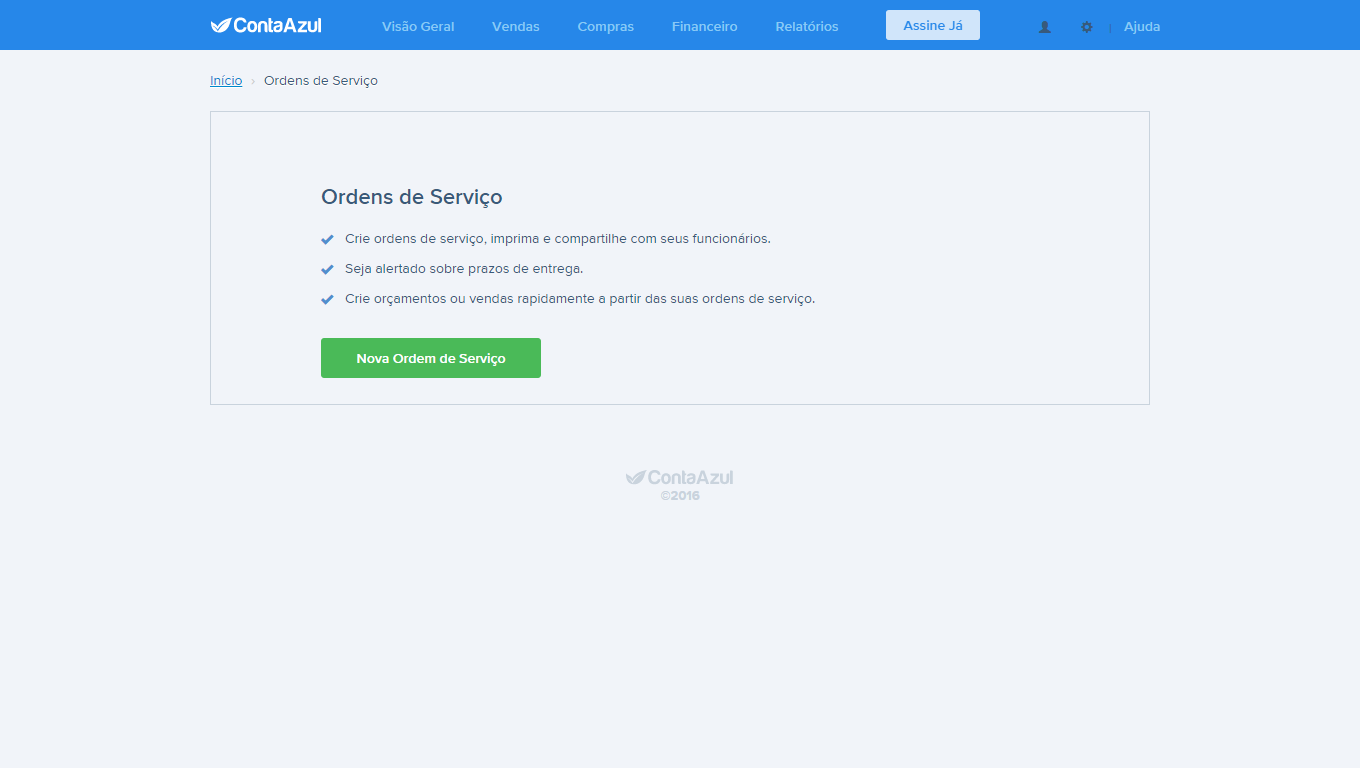 ContaAzul Visão Geral Vendas Compras Financeiro Relatórios Assine Já | Ajuda
Início › Ordens de Serviço
Ordens de Serviço
Crie ordens de serviço, imprima e compartilhe com seus funcionários.
Seja alertado sobre prazos de entrega.
Crie orçamentos ou vendas rapidamente a partir das suas ordens de serviço.
Nova Ordem de Serviço
ContaAzul
©2016